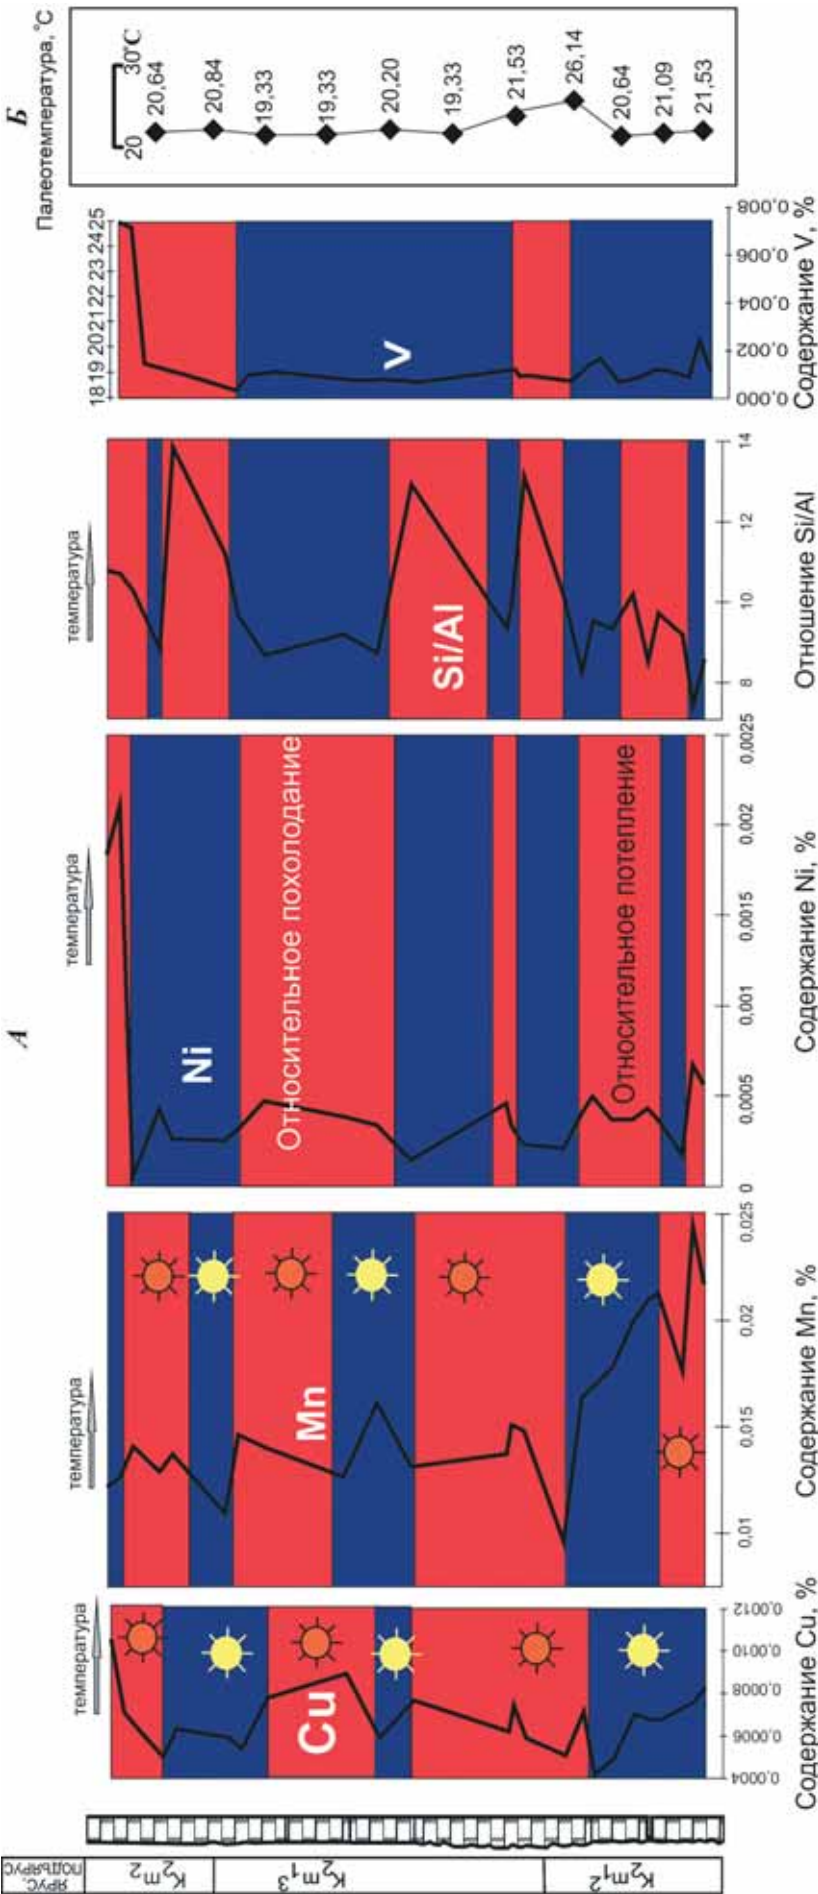 А
Б
Палеотемпература, °С
20
30°С
20,64
20,84
19,33
19,33
20,20
19,33
21,53
26,14
20,64
21,09
21,53
18 19 20 21 22 23 24 25
V
0,000
0,002
0,004
0,006
0,008
Содержание V, %
температура
Si/Al
8
10
12
14
Отношение Si/Al
температура
Ni
Относительное похолодание
Относительное потепление
0
0,0005
0,001
0,0015
0,002
0,0025
Содержание Ni, %
температура
Mn
0,01
0,015
0,02
0,025
Содержание Mn, %
температура
Cu
0,0004
0,0006
0,0008
0,0010
0,0012
Содержание Cu, %
ЯРУС,
ПОДЪЯРУС
K₂m₂
K₂m₁³
K₂m₁²